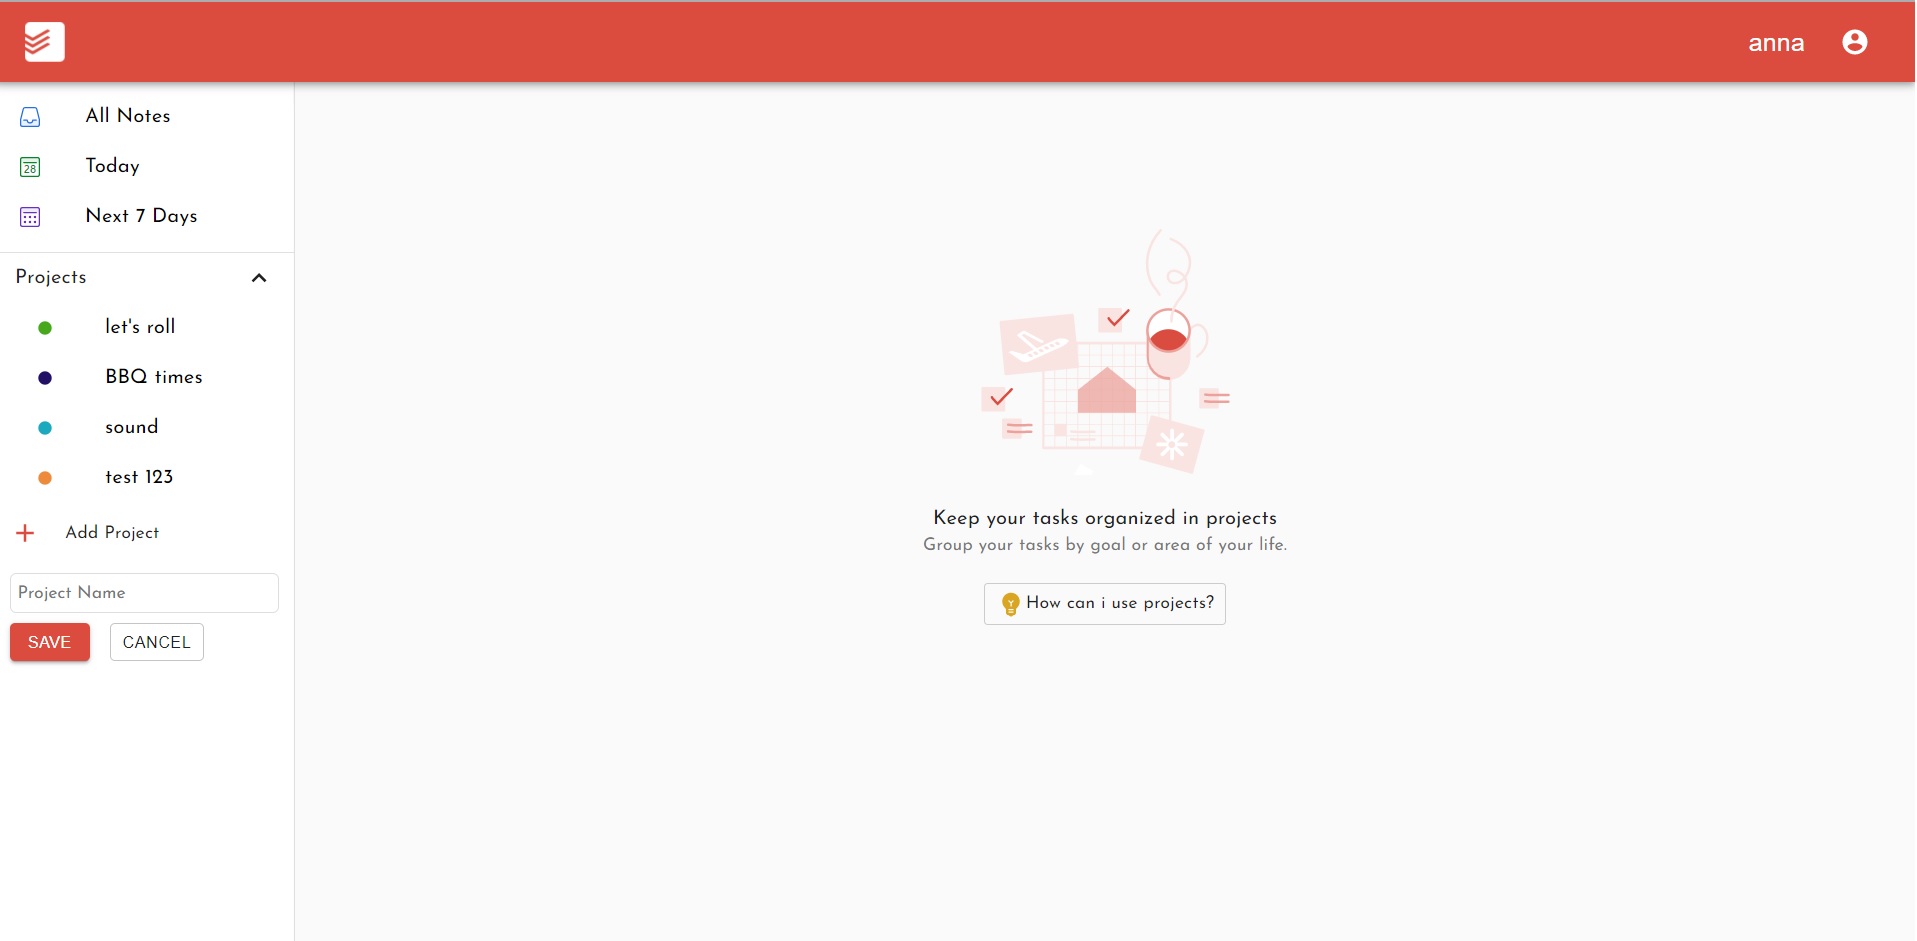 anna
All Notes
28
Today
Next 7 Days
Projects
let's roll
BBQ times
sound
test 123
Add Project
Project Name
SAVE
CANCEL
Keep your tasks organized in projects
Group your tasks by goal or area of your life.
How can i use projects?